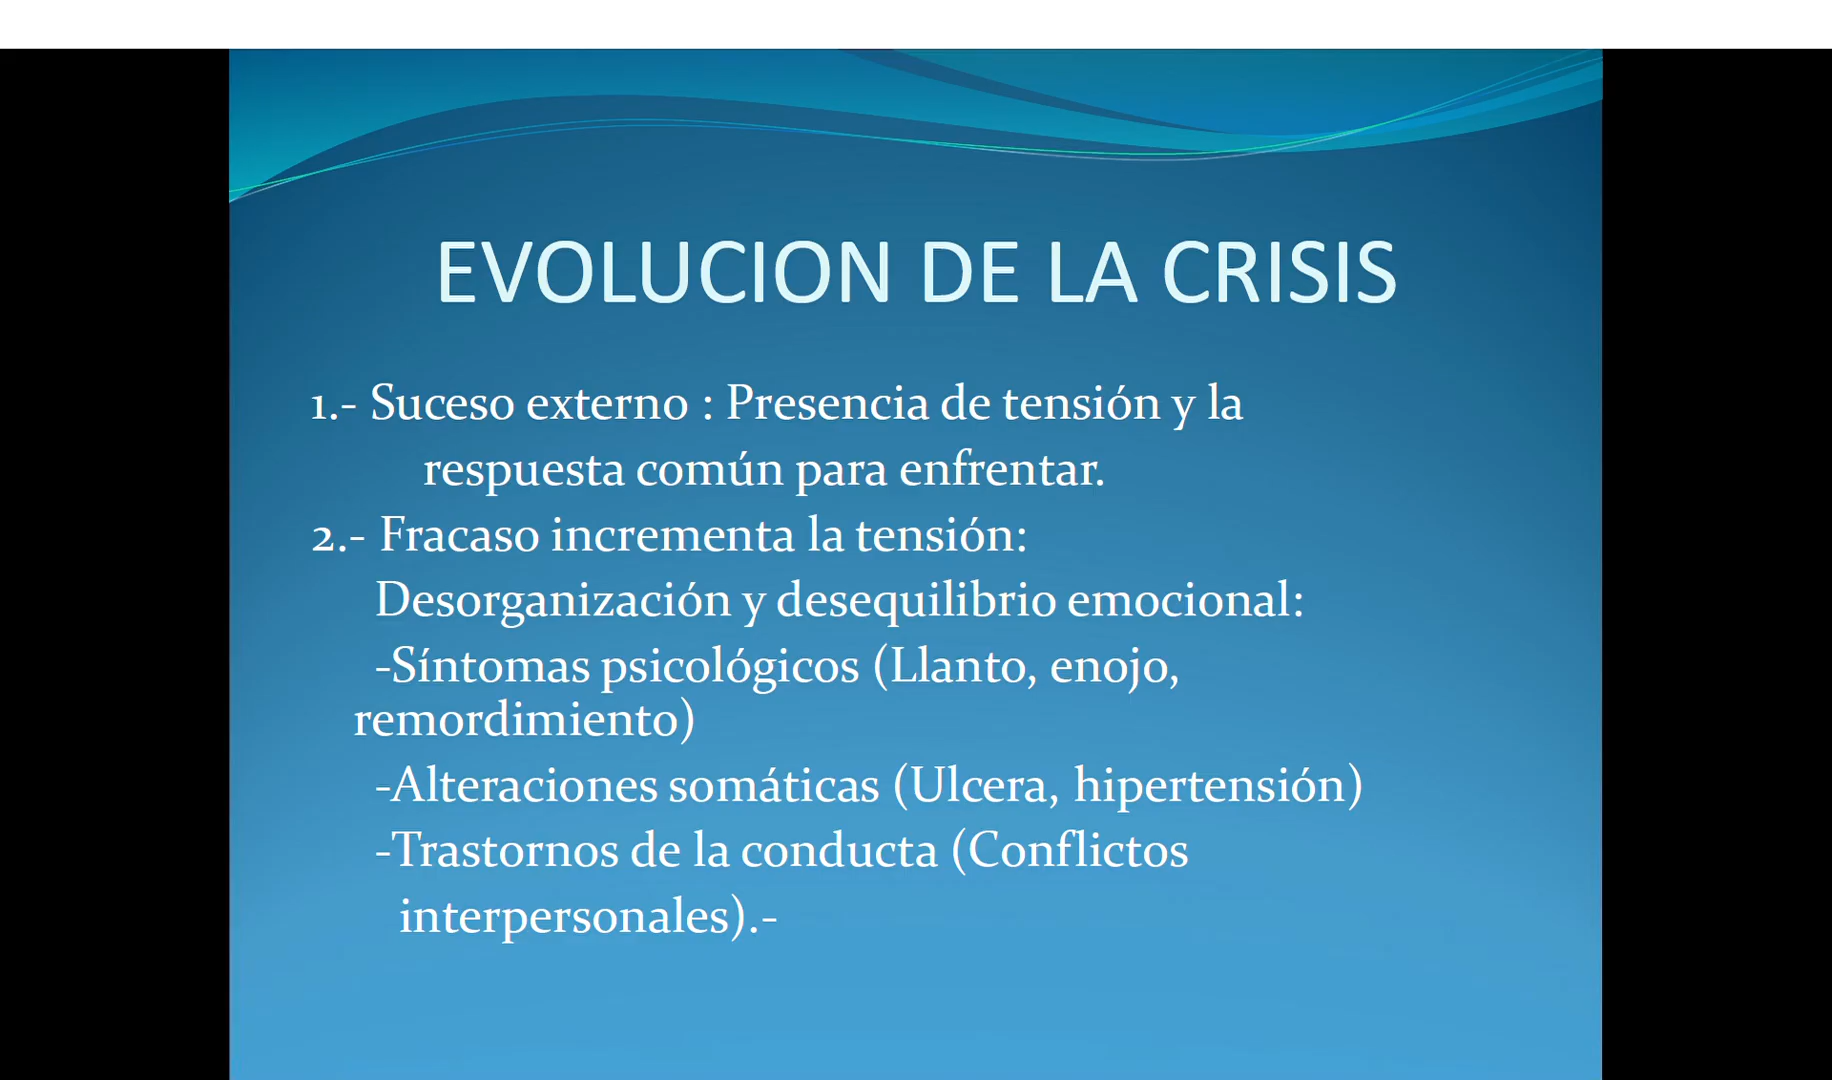 EVOLUCION DE LA CRISIS
1.- Suceso externo : Presencia de tensión y la
respuesta común para enfrentar.
2.- Fracaso incrementa la tensión:
Desorganización y desequilibrio emocional:
-Síntomas psicológicos (Llanto, enojo,
remordimiento)
-Alteraciones somáticas (Ulcera, hipertensión)
-Trastornos de la conducta (Conflictos
interpersonales).-